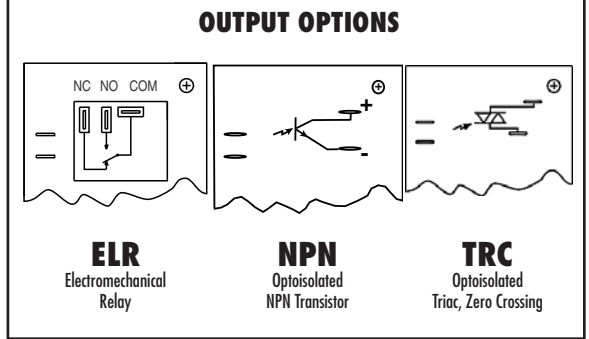 OUTPUT OPTIONS
NC NO COM
+
-
ELR
Electromechanical
Relay
NPN
Optoisolated
NPN Transistor
TRC
Optoisolated
Triac, Zero Crossing